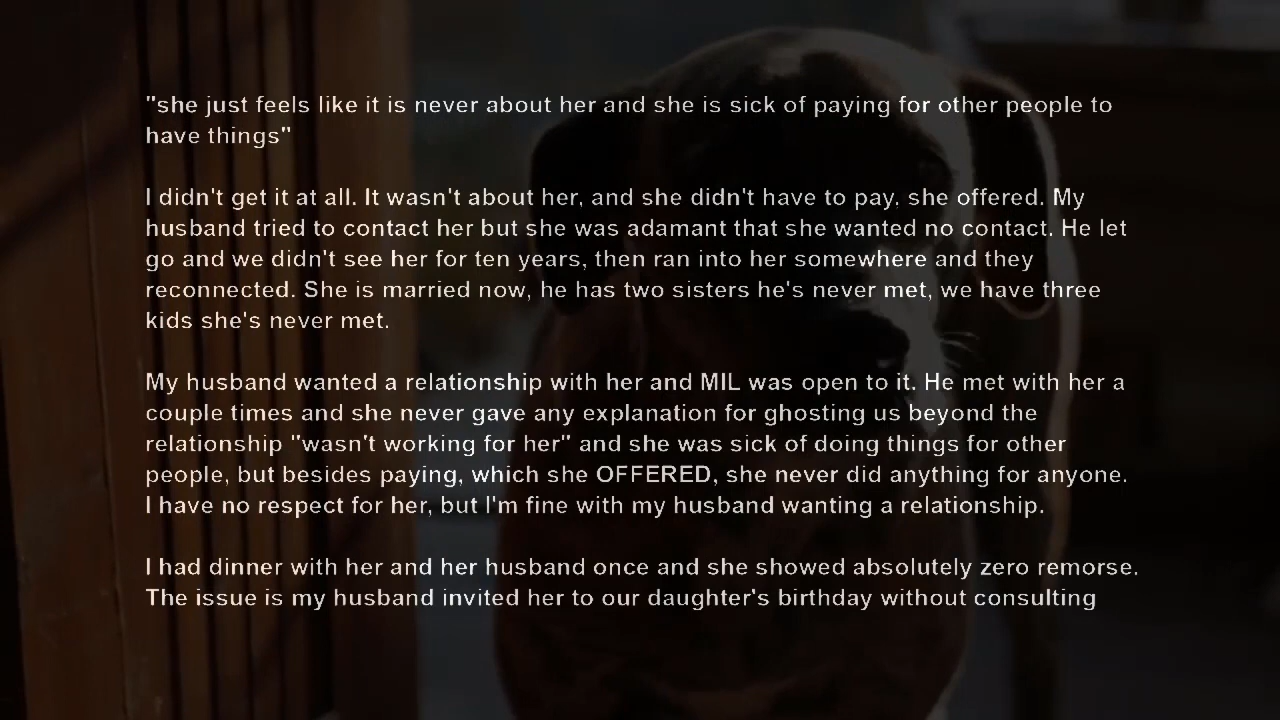 "she just feels like it is never about her and she is sick of paying for other people to
have things"
I didn't get it at all. It wasn't about her, and she didn't have to pay, she offered. My
husband tried to contact her but she was adamant that she wanted no contact. He let
go and we didn't see her for ten years, then ran into her somewhere and they
reconnected. She is married now, he has two sisters he's never met, we have three
kids she's never met.
My husband wanted a relationship with her and MIL was open to it. He met with her a
couple times and she never gave any explanation for ghosting us beyond the
relationship "wasn't working for her" and she was sick of doing things for other
people, but besides paying, which she OFFERED, she never did anything for anyone.
I have no respect for her, but I'm fine with my husband wanting a relationship.
I had dinner with her and her husband once and she showed absolutely zero remorse.
The issue is my husband invited her to our daughter's birthday without consulting